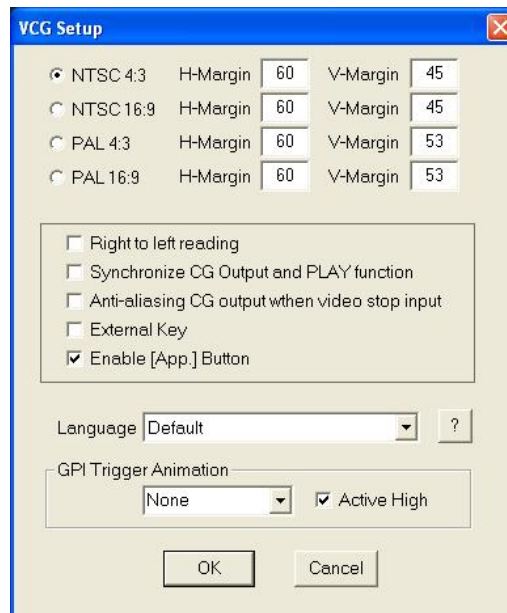 VCG Setup
NTSC 4:3 H-Margin 60 V-Margin 45
NTSC 16:9 H-Margin 60 V-Margin 45
PAL 4:3 H-Margin 60 V-Margin 53
PAL 16:9 H-Margin 60 V-Margin 53
Right to left reading
Synchronize CG Output and PLAY function
Anti-aliasing CG output wthen video stop input
External Key
Enable [App.] Button
Language Default ?
GPI Trigger Animation
None Active High
OK Cancel